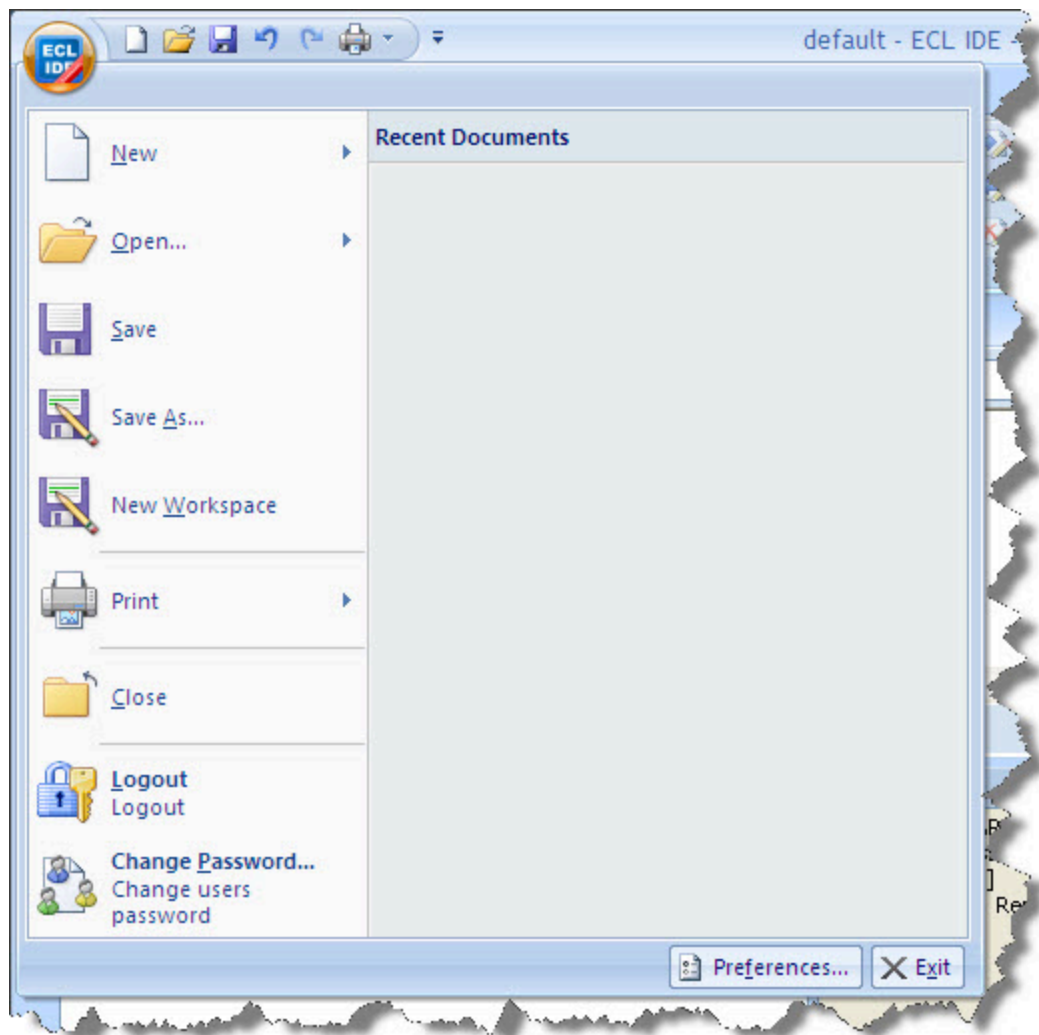 ECL
IDE
default - ECL IDE -
New
Recent Documents
Open...
Save
Save As...
New Workspace
Print
Close
Logout
Logout
Change Password...
Change users
password
Preferences...
Exit